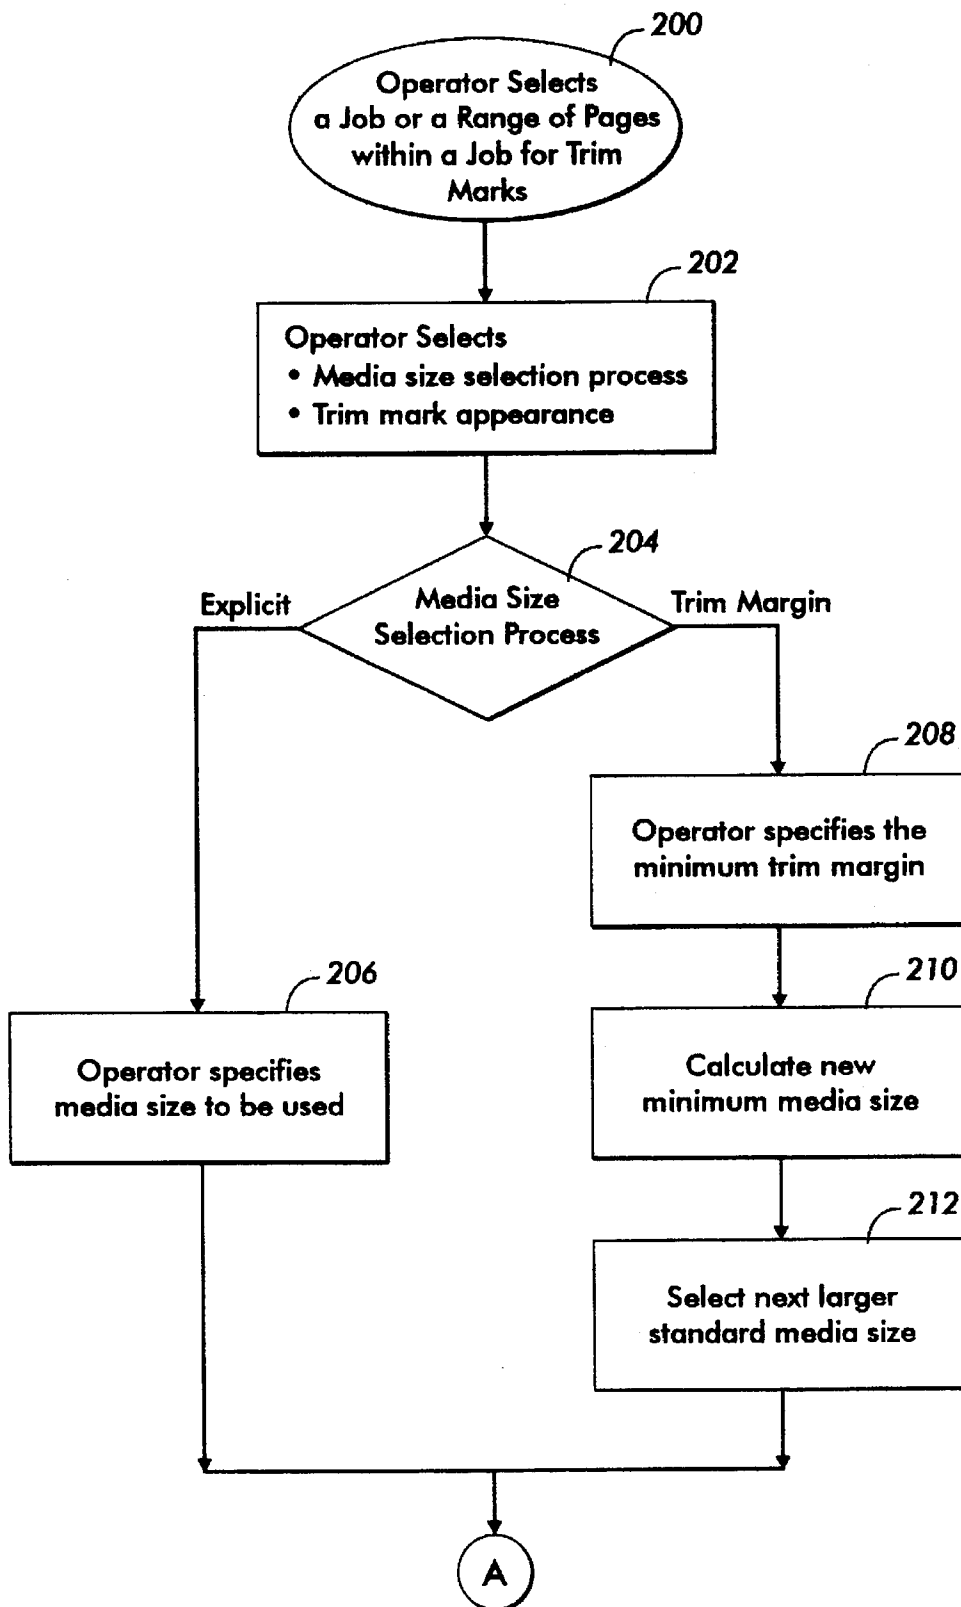 200
Operator Selects
a Job or a Range of Pages
within a Job for Trim
Marks
202
Operator Selects
• Media size selection process
• Trim mark appearance
204
Explicit
Media Size
Selection Process
Trim Margin
208
Operator specifies the
minimum trim margin
206
Operator specifies
media size to be used
210
Calculate new
minimum media size
212
Select next larger
standard media size
A